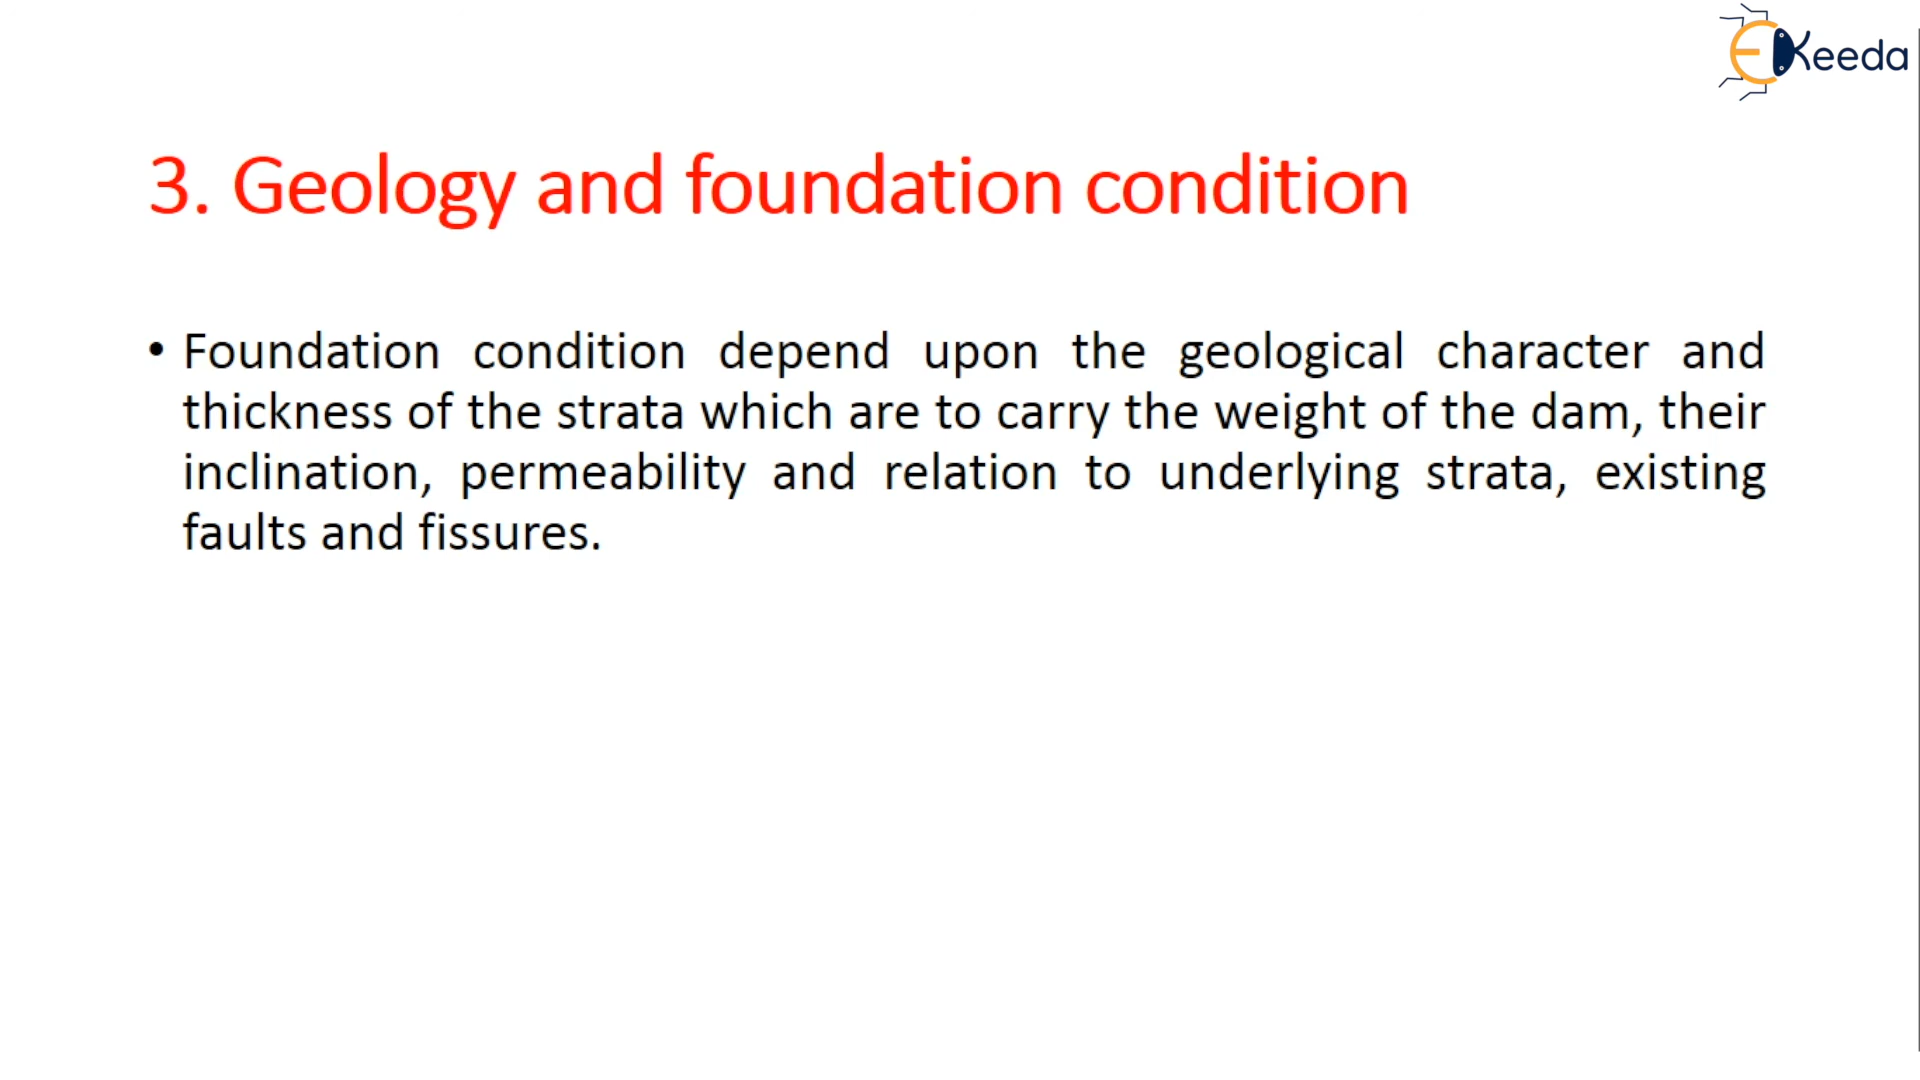 EKeeda
3. Geology and foundation condition
• Foundation condition depend upon the geological character and
thickness of the strata which are to carry the weight of the dam, their
inclination, permeability and relation to underlying strata, existing
faults and fissures.